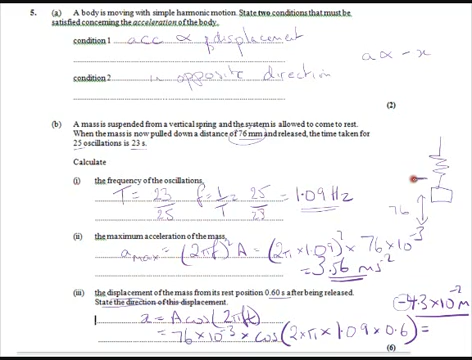 5. (a) A body is moving with simple harmonic motion. State two conditions that must be
satisfied concerning the acceleration of the body.
condition 1 acc ∝ displacement
a ∝ - x
condition 2 in opposite direction
(2)
(b) A mass is suspended from a vertical spring and the system is allowed to come to rest.
When the mass is now pulled down a distance of 76 mm and released, the time taken for
25 oscillations is 23 s.
Calculate
(i) the frequency of the oscillations,
T = 23/25 f = 1/T = 25/23 = 1.09 Hz
76
(ii) the maximum acceleration of the mass,
a max = (2πf)² A = (2π × 1.09)² × 76 × 10⁻³
= 3.56 ms⁻²
(iii) the displacement of the mass from its rest position 0.60 s after being released.
State the direction of this displacement.
-4.3 × 10⁻² m
x = A cos(2πft)
= 76 × 10⁻³ × cos(2 × π × 1.09 × 0.6) =
(6)